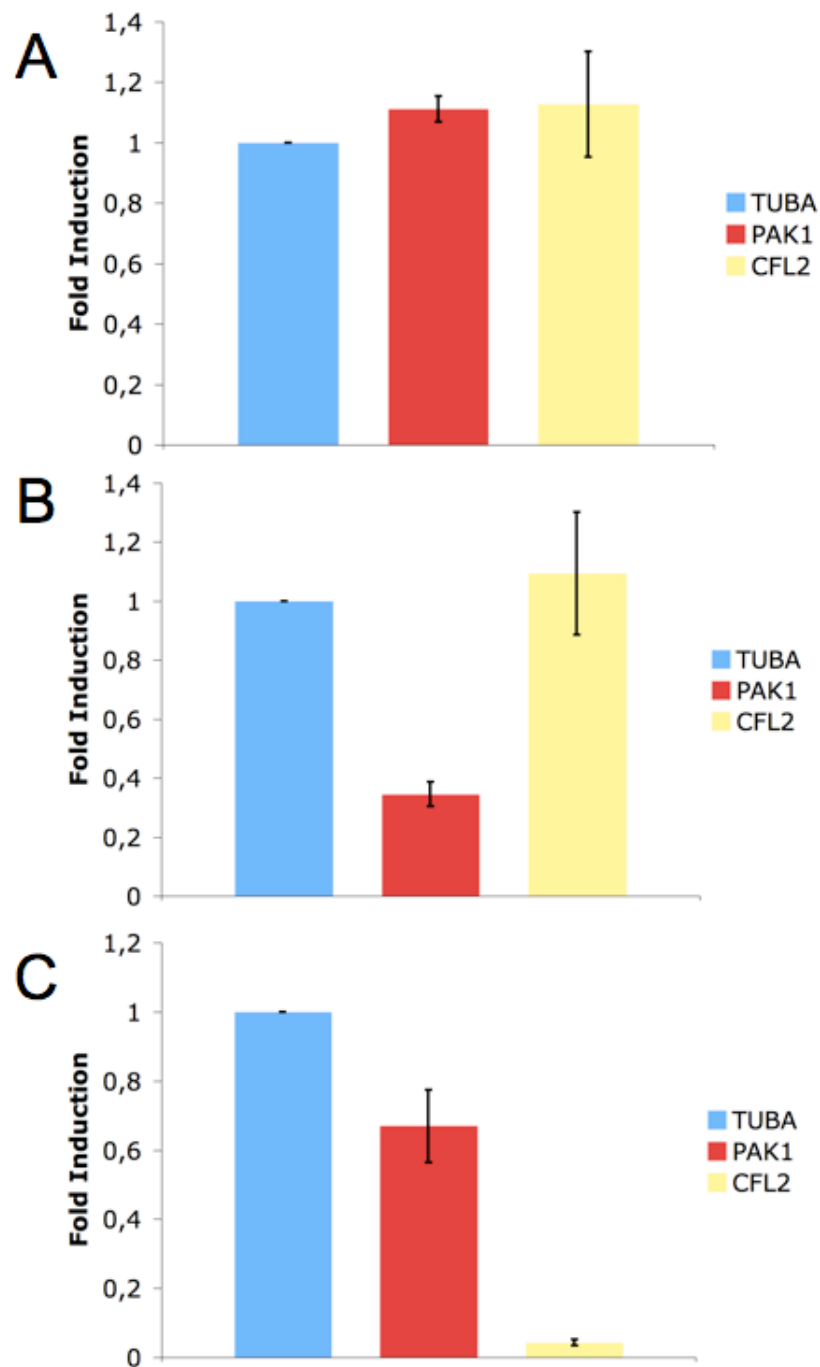 A
1,4
1,2
1
0,8
0,6
0,4
0,2
0
Fold Induction
TUBA
PAK1
CFL2
B
1,4
1,2
1
0,8
0,6
0,4
0,2
0
Fold Induction
TUBA
PAK1
CFL2
C
1,2
1
0,8
0,6
0,4
0,2
0
Fold Induction
TUBA
PAK1
CFL2